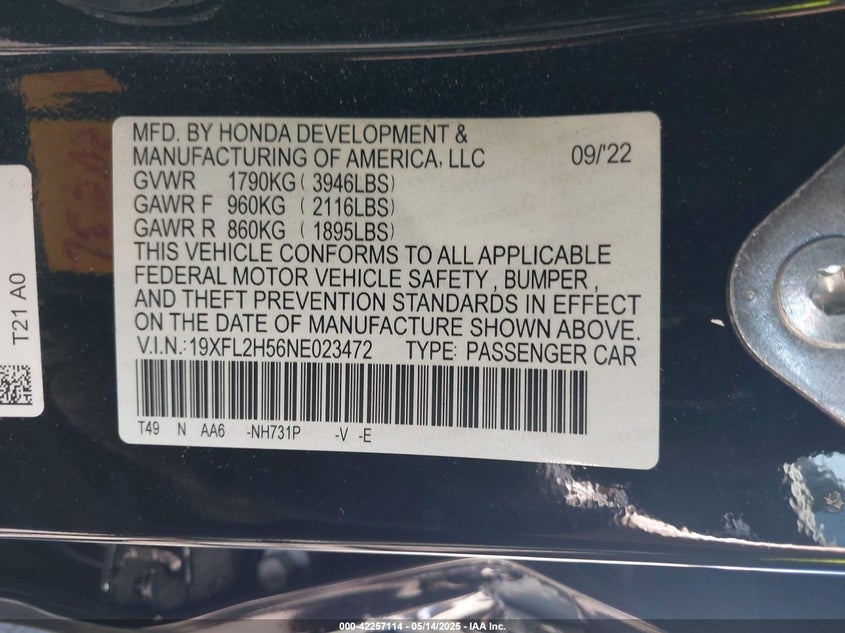 MFD. BY HONDA DEVELOPMENT &
MANUFACTURING OF AMERICA, LLC 09/'22
GVWR 1790KG ( 3946LBS)
GAWR F 960KG ( 2116LBS)
GAWR R 860KG ( 1895LBS)
THIS VEHICLE CONFORMS TO ALL APPLICABLE
FEDERAL MOTOR VEHICLE SAFETY , BUMPER ,
AND THEFT PREVENTION STANDARDS IN EFFECT
ON THE DATE OF MANUFACTURE SHOWN ABOVE.
V.I.N.:19XFL2H56NE023472 TYPE: PASSENGER CAR
T49 N AA6 -NH731P -V -E
T21 A0
000-42257114 - 05/14/2025 - IAA Inc.